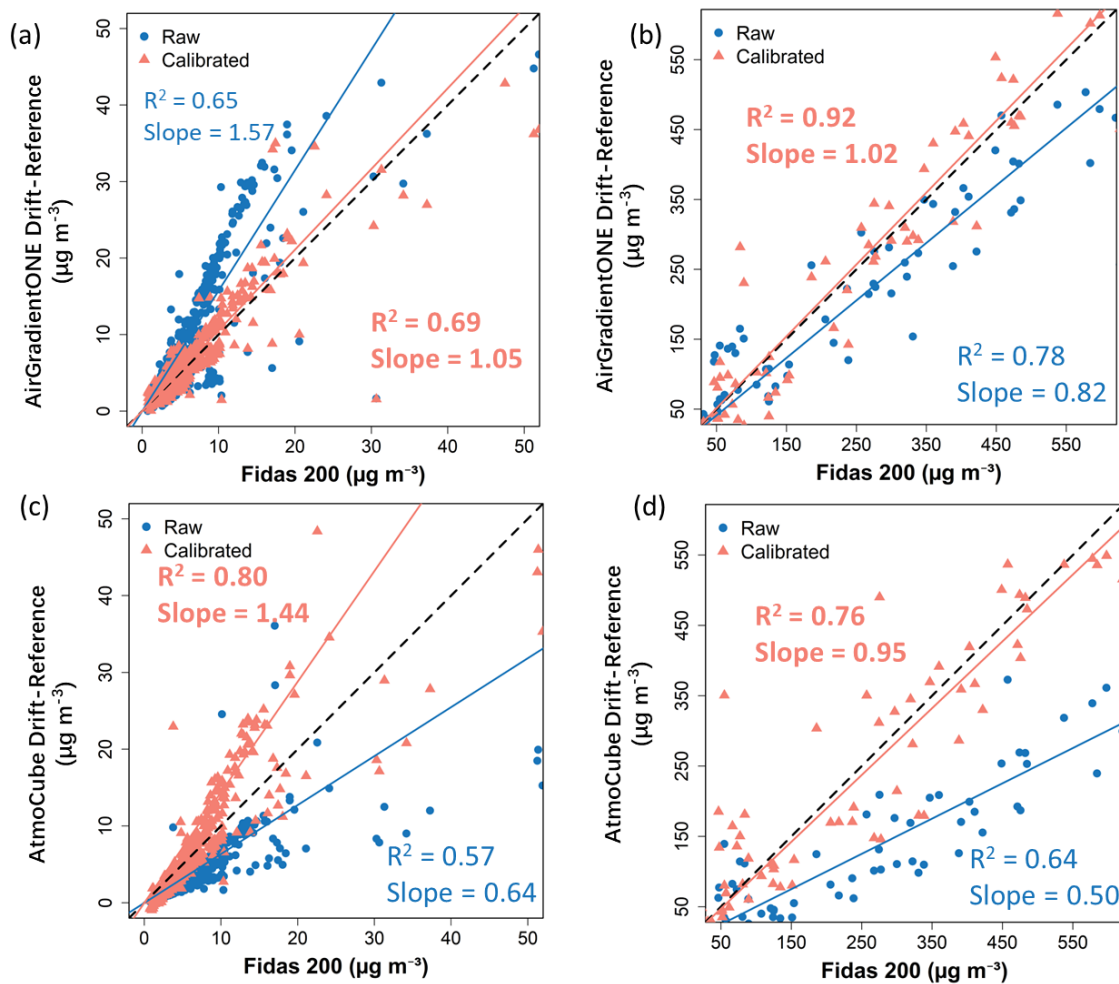 (a)
Raw
Calibrated
R² = 0.65
Slope = 1.57
R² = 0.69
Slope = 1.05
0
10
20
30
40
50
0
10
20
30
40
50
AirGradientONE Drift-Reference
(µg m⁻³)
Fidas 200 (µg m⁻³)
(b)
Raw
Calibrated
R² = 0.92
Slope = 1.02
R² = 0.78
Slope = 0.82
50
150
250
350
450
550
50
150
250
350
450
550
AirGradientONE Drift-Reference
(µg m⁻³)
Fidas 200 (µg m⁻³)
(c)
Raw
Calibrated
R² = 0.80
Slope = 1.44
R² = 0.57
Slope = 0.64
0
10
20
30
40
50
0
10
20
30
40
50
AtmoCube Drift-Reference
(µg m⁻³)
Fidas 200 (µg m⁻³)
(d)
Raw
Calibrated
R² = 0.76
Slope = 0.95
R² = 0.64
Slope = 0.50
50
150
250
350
450
550
50
150
250
350
450
550
AtmoCube Drift-Reference
(µg m⁻³)
Fidas 200 (µg m⁻³)